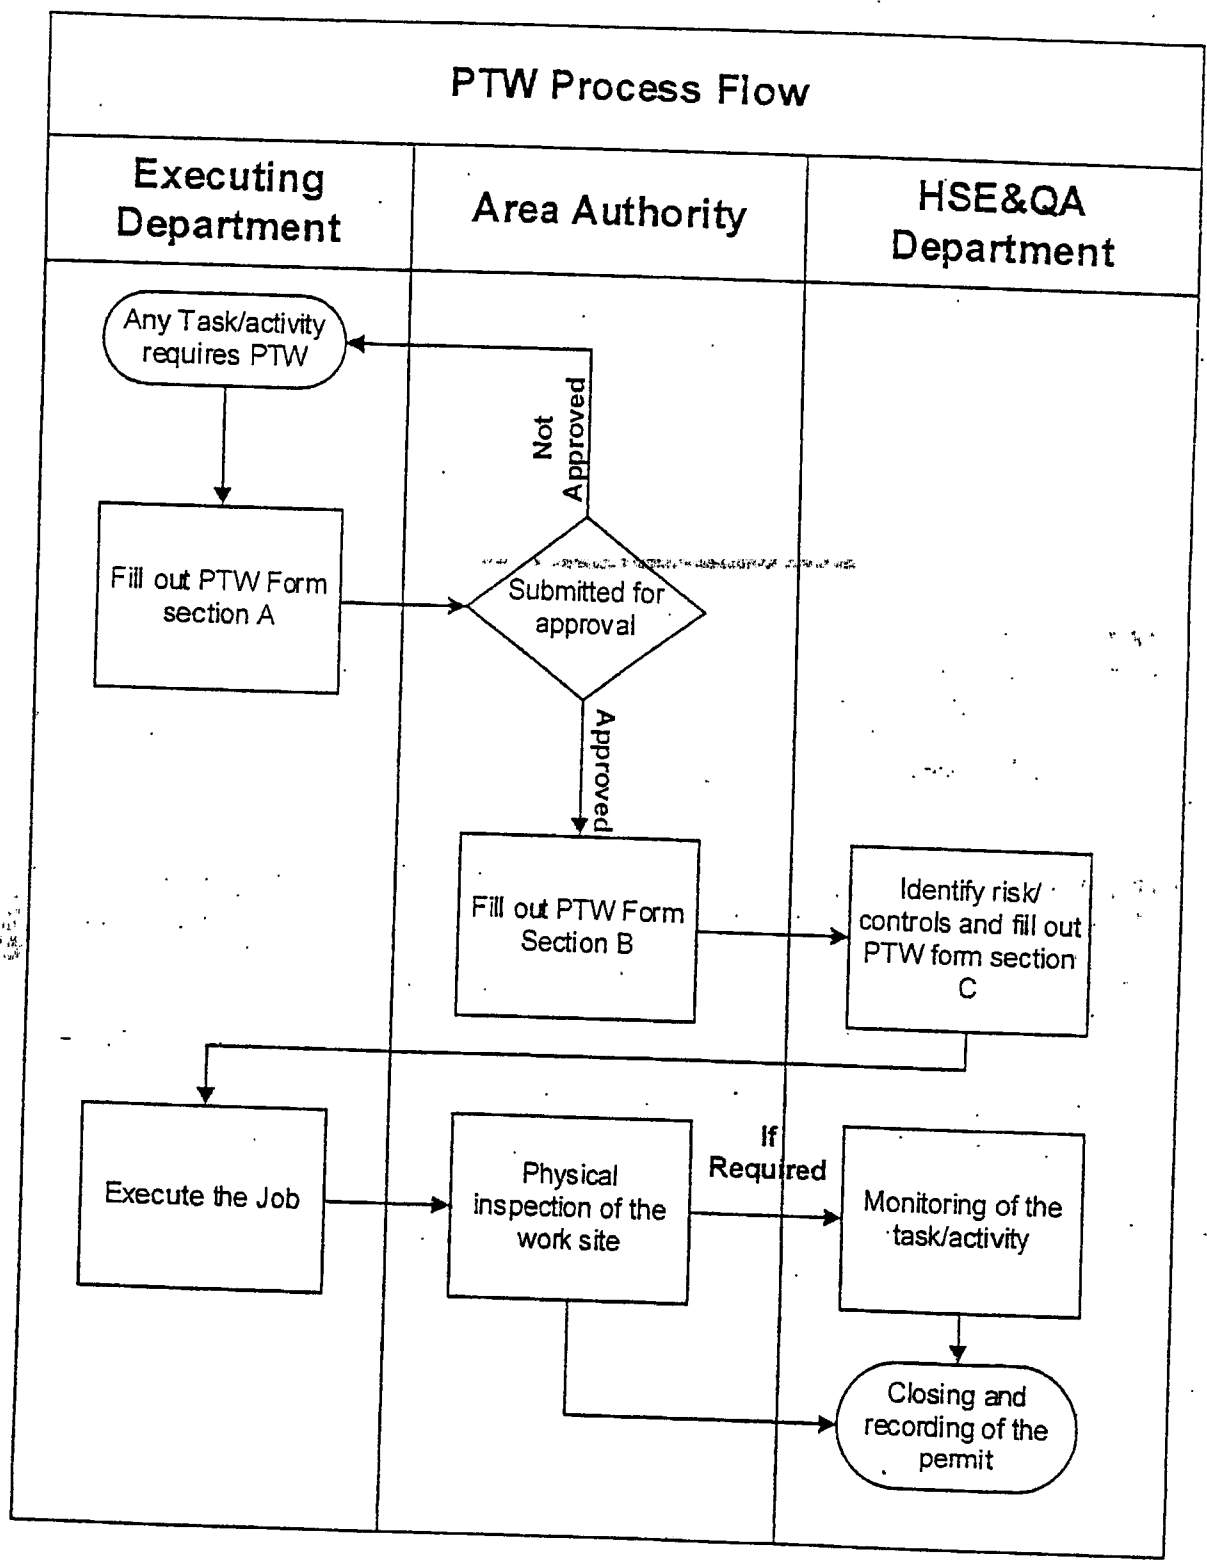 PTW Process Flow
Executing
Department
Area Authority
HSE&QA
Department
Any Task/activity
requires PTW
Not
Approved
Fill out PTW Form
section A
Submitted for
approval
Approved
Fill out PTW Form
Section B
Identify risk/
controls and fill out
PTW form section
C
Execute the Job
Physical
inspection of the
work site
If
Required
Monitoring of the
task/activity
Closing and
recording of the
permit